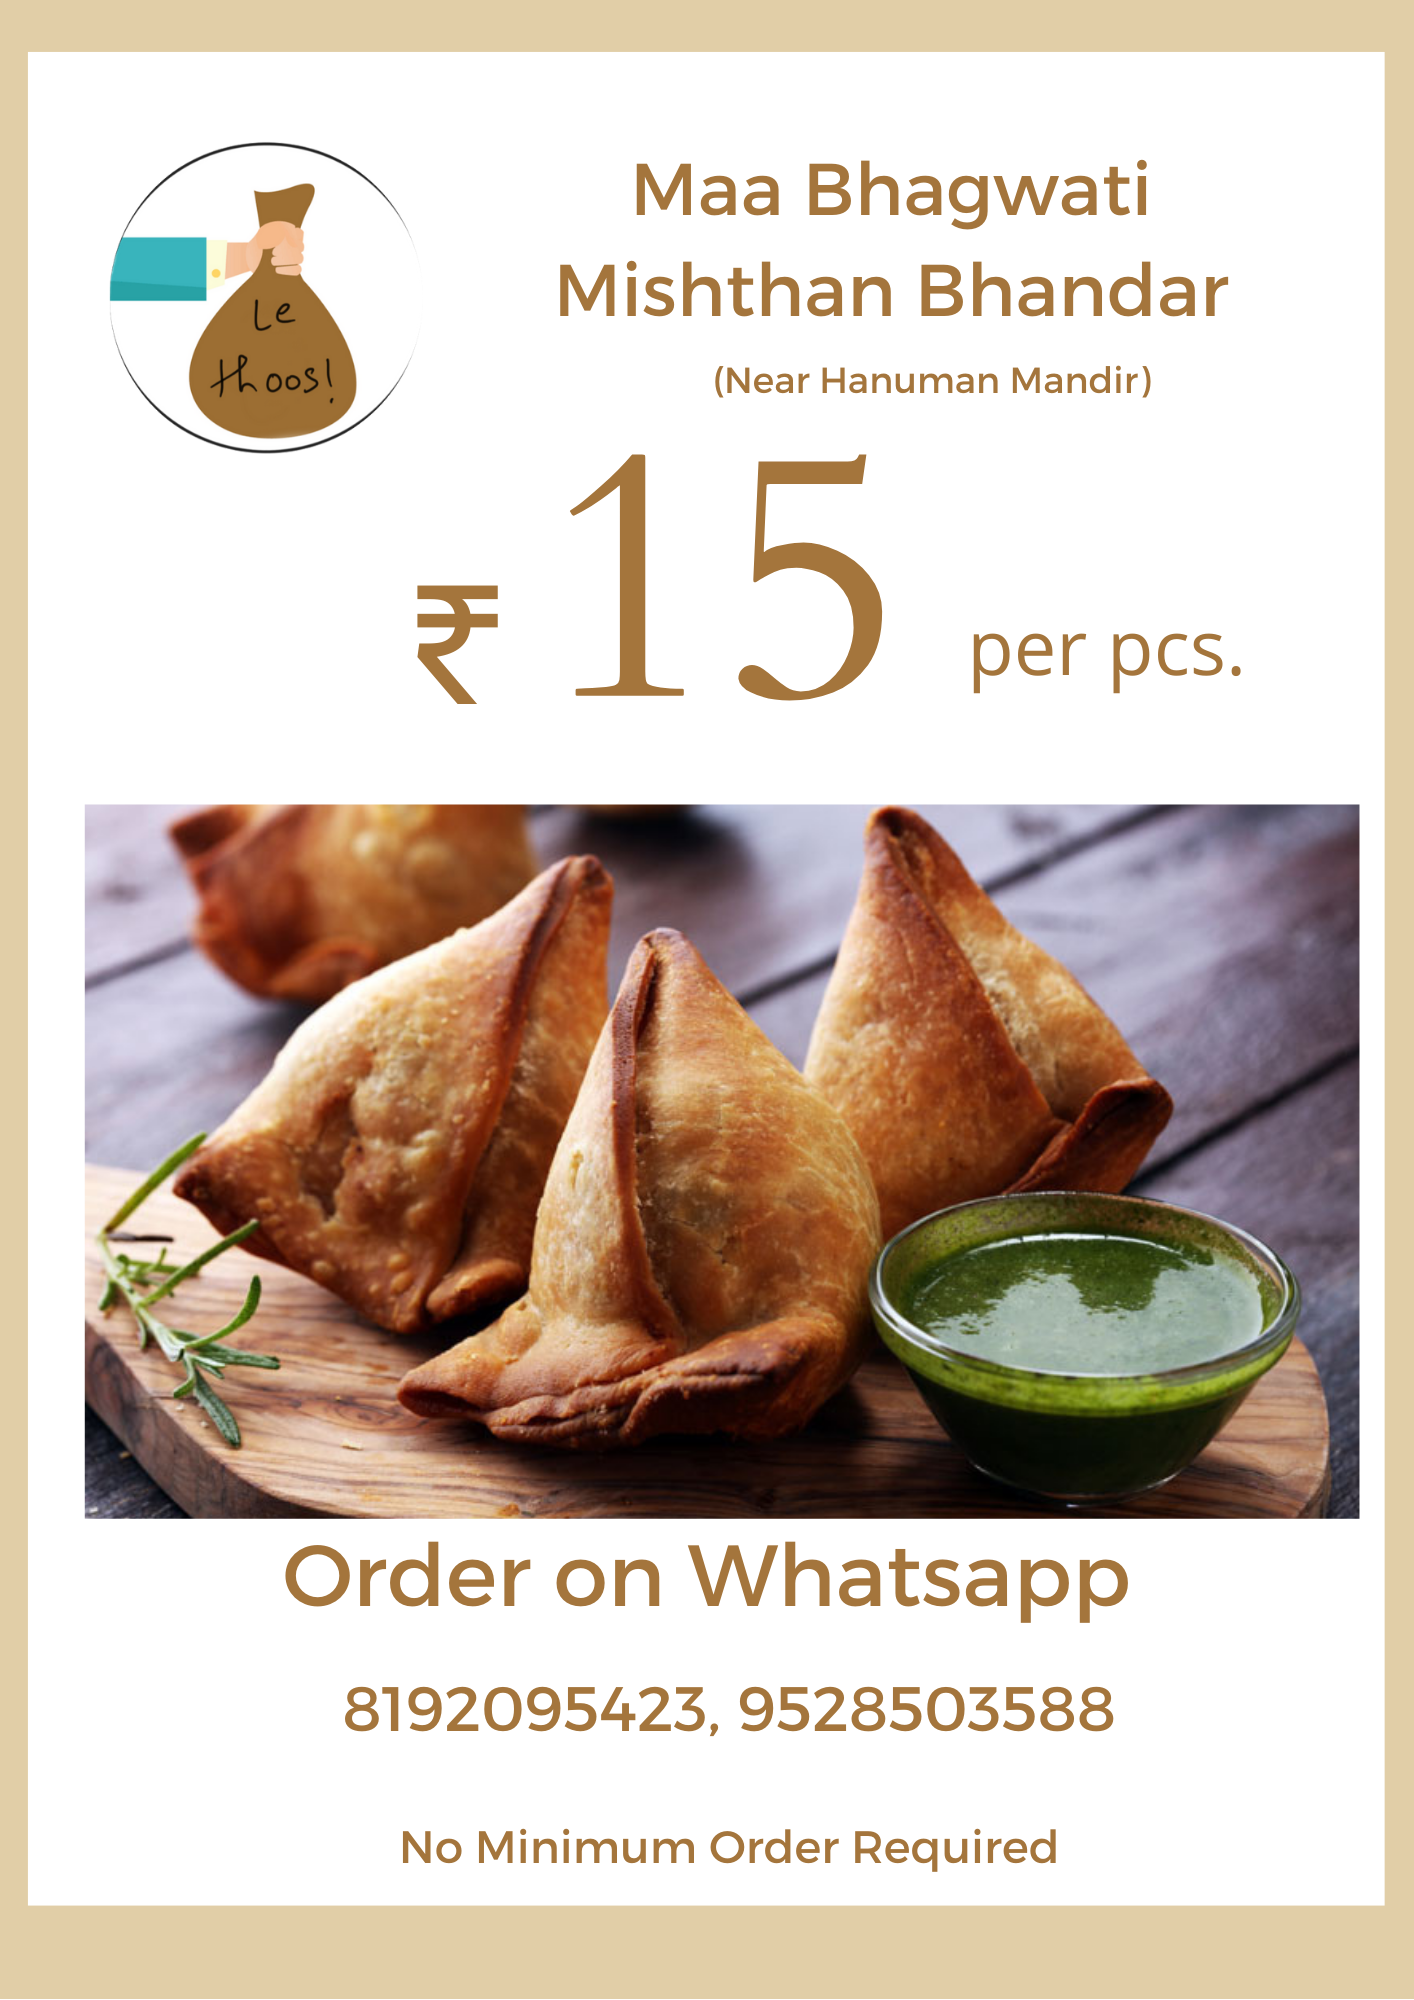 Le
thoos!
Maa Bhagwati
Mishthan Bhandar
(Near Hanuman Mandir)
₹ 15 per pcs.
Order on Whatsapp
8192095423, 9528503588
No Minimum Order Required